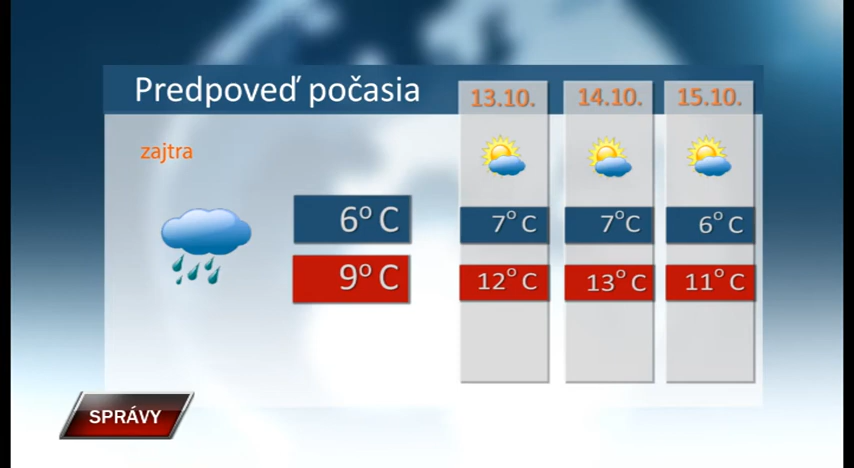 Predpoveď počasia
13.10. 14.10. 15.10.
zajtra
6° C 7° C 7°C 6° C
9° C 12° C 13° C 11° C
SPRÁVY